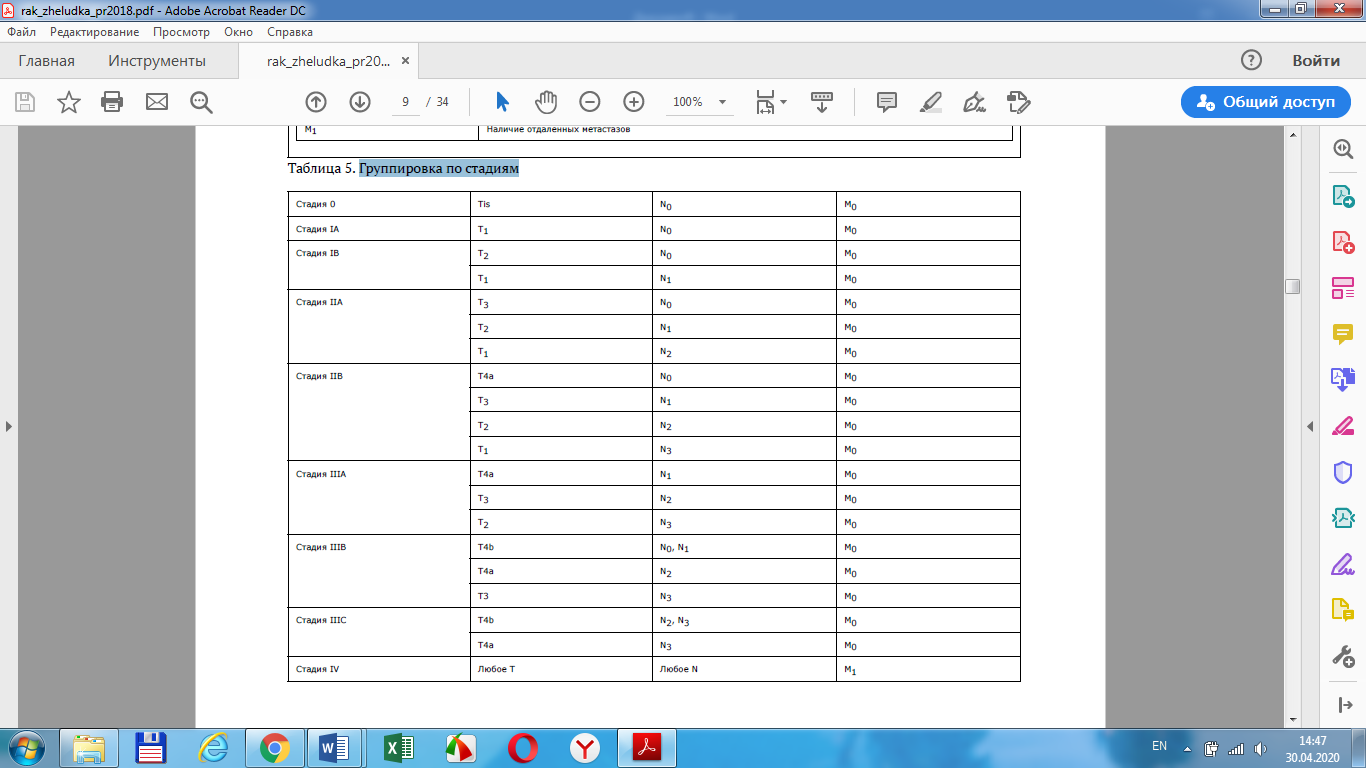 rak_zheludka_pr2018.pdf - Adobe Acrobat Reader DC
Файл Редактирование Просмотр Окно Справка
Главная Инструменты rak_zheludka_pr20... × Войти
9 / 34 100% Общий доступ
M1 Наличие отдаленных метастазов
Таблица 5. Группировка по стадиям
Стадия 0 Tis N0 M0
Стадия IA T1 N0 M0
Стадия IB T2 N0 M0
T1 N1 M0
Стадия IIA T3 N0 M0
T2 N1 M0
T1 N2 M0
Стадия IIB T4a N0 M0
T3 N1 M0
T2 N2 M0
T1 N3 M0
Стадия IIIA T4a N1 M0
T3 N2 M0
T2 N3 M0
Стадия IIIB T4b N0, N1 M0
T4a N2 M0
T3 N3 M0
Стадия IIIC T4b N2, N3 M0
T4a N3 M0
Стадия IV Любое T Любое N M1
EN 14:47
30.04.2020